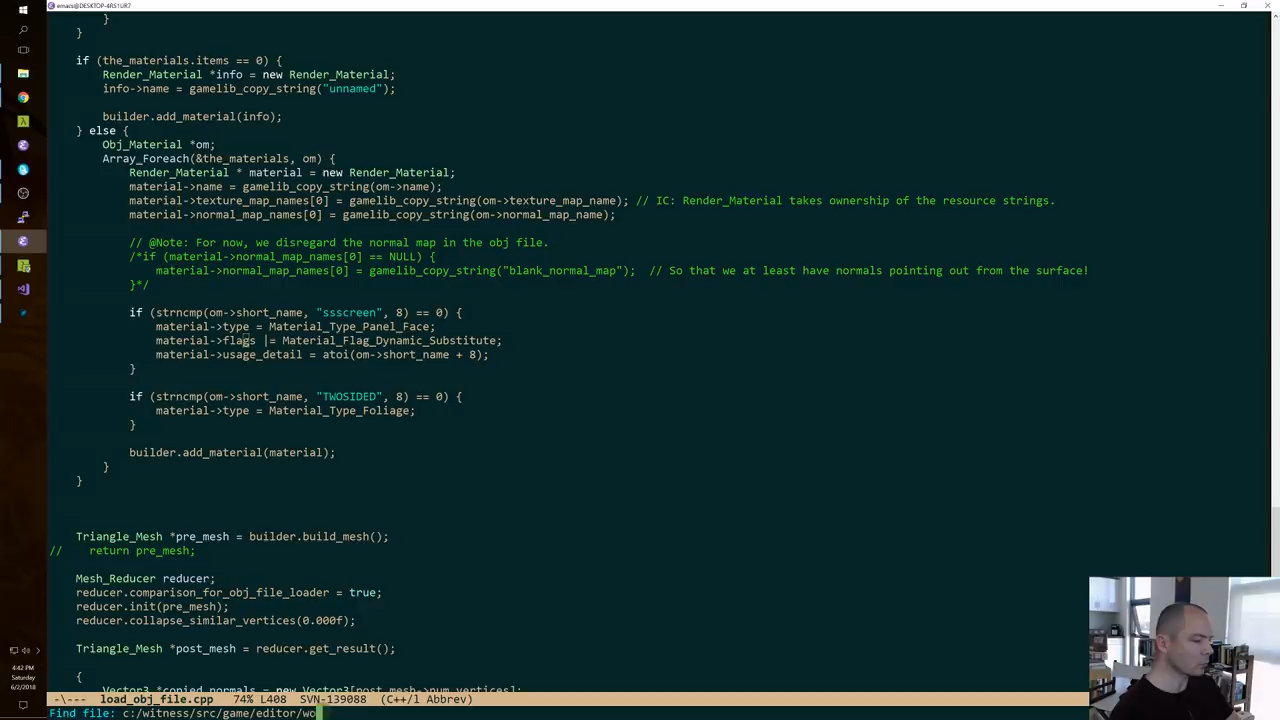 emacs@DESKTOP-4RS1UR7
}
}
if (the_materials.items == 0) {
Render_Material *info = new Render_Material;
info->name = gamelib_copy_string("unnamed");
builder.add_material(info);
} else {
Obj_Material *om;
Array_Foreach(&the_materials, om) {
Render_Material * material = new Render_Material;
material->name = gamelib_copy_string(om->name);
material->texture_map_names[0] = gamelib_copy_string(om->texture_map_name); // IC: Render_Material takes ownership of the resource strings.
material->normal_map_names[0] = gamelib_copy_string(om->normal_map_name);
// @Note: For now, we disregard the normal map in the obj file.
/*if (material->normal_map_names[0] == NULL) {
material->normal_map_names[0] = gamelib_copy_string("blank_normal_map"); // So that we at least have normals pointing out from the surface!
}*/
if (strncmp(om->short_name, "ssscreen", 8) == 0) {
material->type = Material_Type_Panel_Face;
material->flags |= Material_Flag_Dynamic_Substitute;
material->usage_detail = atoi(om->short_name + 8);
}
if (strncmp(om->short_name, "TWOSIDED", 8) == 0) {
material->type = Material_Type_Foliage;
}
builder.add_material(material);
}
}
Triangle_Mesh *pre_mesh = builder.build_mesh();
// return pre_mesh;
Mesh_Reducer reducer;
reducer.comparison_for_obj_file_loader = true;
reducer.init(pre_mesh);
reducer.collapse_similar_vertices(0.000f);
Triangle_Mesh *post_mesh = reducer.get_result();
{
Vector3 *copied_normals = new Vector3[post_mesh->num_vertices];
-\--- load_obj_file.cpp 74% L408 SVN-139088 (C++/l Abbrev)
Find file: c:/witness/src/game/editor/wo
4:42 PM
Saturday
6/2/2018